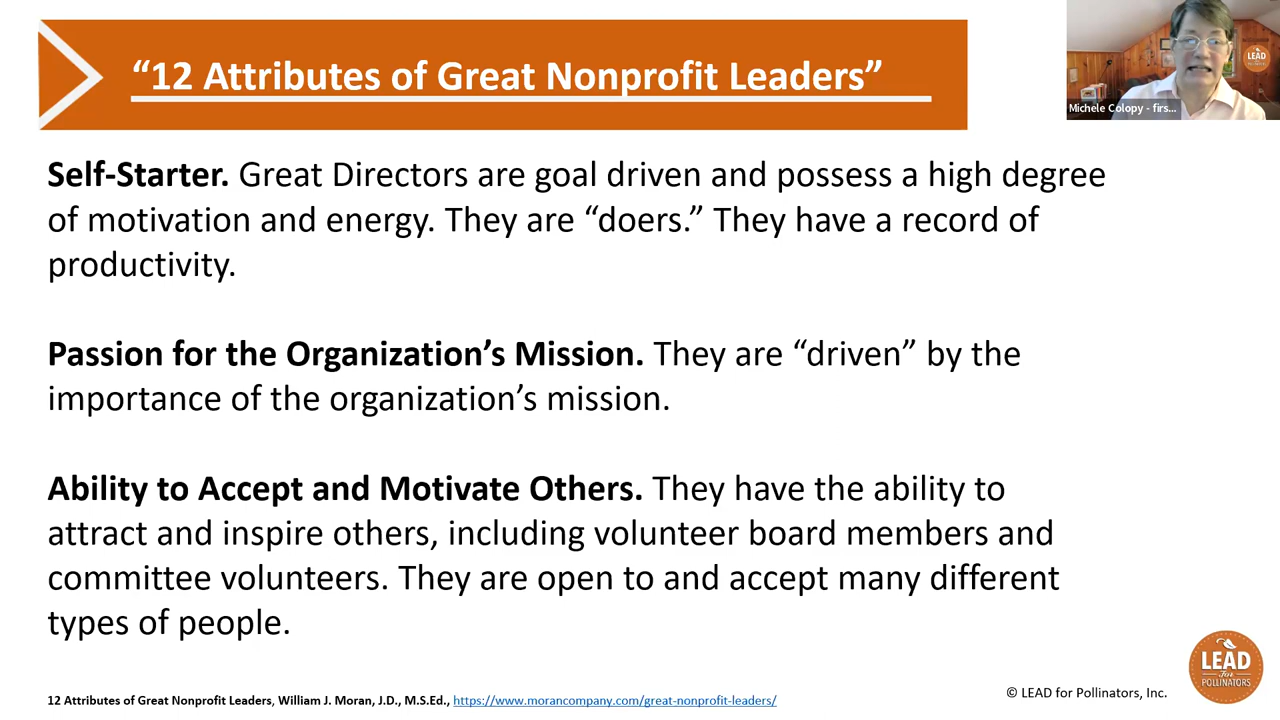 “12 Attributes of Great Nonprofit Leaders”
LEAD
Michele Colopy - firs...
Self-Starter. Great Directors are goal driven and possess a high degree
of motivation and energy. They are “doers.” They have a record of
productivity.
Passion for the Organization’s Mission. They are “driven” by the
importance of the organization’s mission.
Ability to Accept and Motivate Others. They have the ability to
attract and inspire others, including volunteer board members and
committee volunteers. They are open to and accept many different
types of people.
LEAD
for
POLLINATORS
© LEAD for Pollinators, Inc.
12 Attributes of Great Nonprofit Leaders, William J. Moran, J.D., M.S.Ed., https://www.morancompany.com/great-nonprofit-leaders/